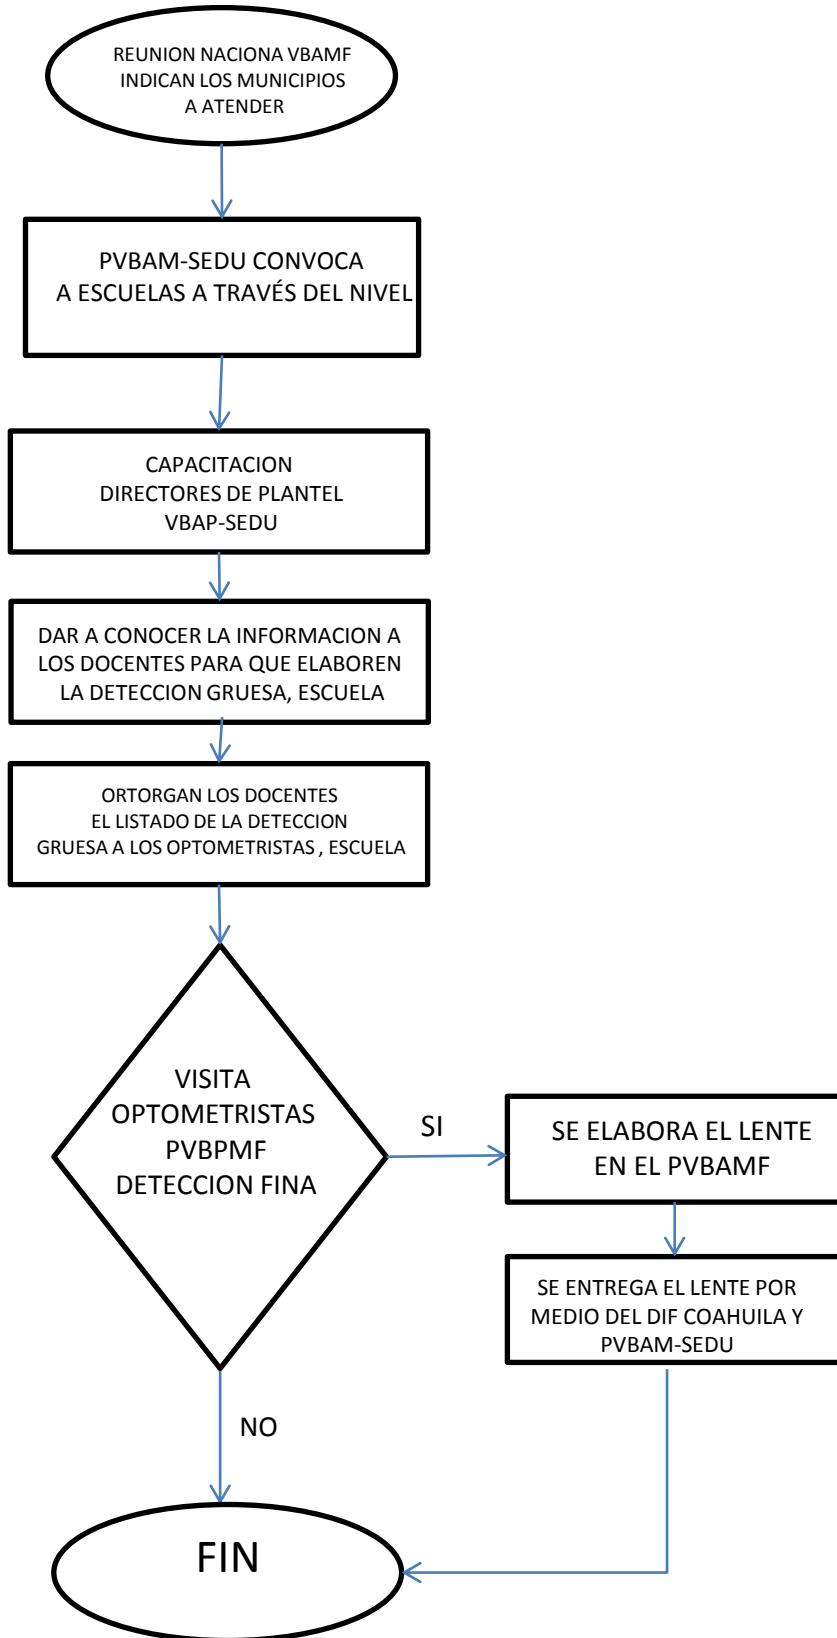 REUNION NACIONA VBAMF
INDICAN LOS MUNICIPIOS
A ATENDER
PVBAM-SEDU CONVOCA
A ESCUELAS A TRAVÉS DEL NIVEL
CAPACITACION
DIRECTORES DE PLANTEL
VBAP-SEDU
DAR A CONOCER LA INFORMACION A
LOS DOCENTES PARA QUE ELABOREN
LA DETECCION GRUESA, ESCUELA
ORTORGAN LOS DOCENTES
EL LISTADO DE LA DETECCION
GRUESA A LOS OPTOMETRISTAS , ESCUELA
VISITA
OPTOMETRISTAS
PVBPMF
DETECCION FINA
SI
SE ELABORA EL LENTE
EN EL PVBAMF
SE ENTREGA EL LENTE POR
MEDIO DEL DIF COAHUILA Y
PVBAM-SEDU
NO
FIN